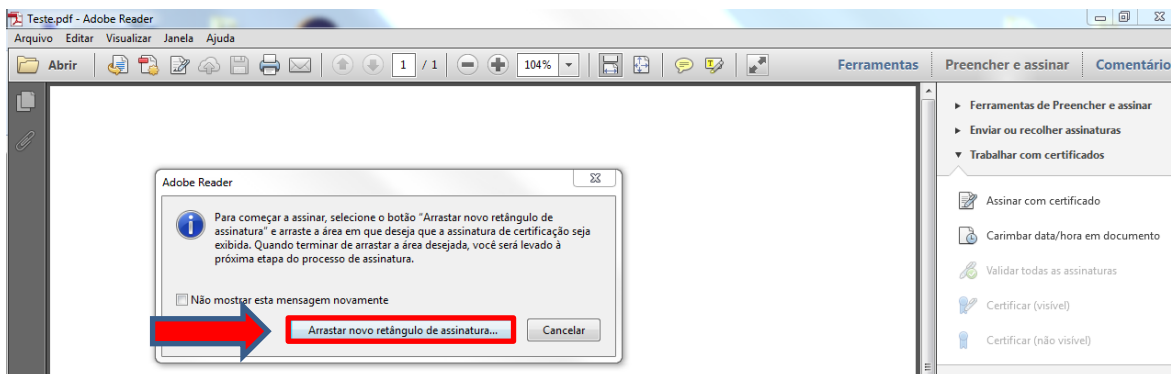 Teste.pdf - Adobe Reader
Arquivo Editar Visualizar Janela Ajuda
Abrir 1 / 1 104% Ferramentas Preencher e assinar Comentário
Ferramentas de Preencher e assinar
Enviar ou recolher assinaturas
Trabalhar com certificados
Assinar com certificado
Carimbar data/hora em documento
Validar todas as assinaturas
Certificar (visível)
Certificar (não visível)
Adobe Reader
Para começar a assinar, selecione o botão "Arrastar novo retângulo de
assinatura" e arraste a área em que deseja que a assinatura de certificação seja
exibida. Quando terminar de arrastar a área desejada, você será levado à
próxima etapa do processo de assinatura.
Não mostrar esta mensagem novamente
Arrastar novo retângulo de assinatura... Cancelar